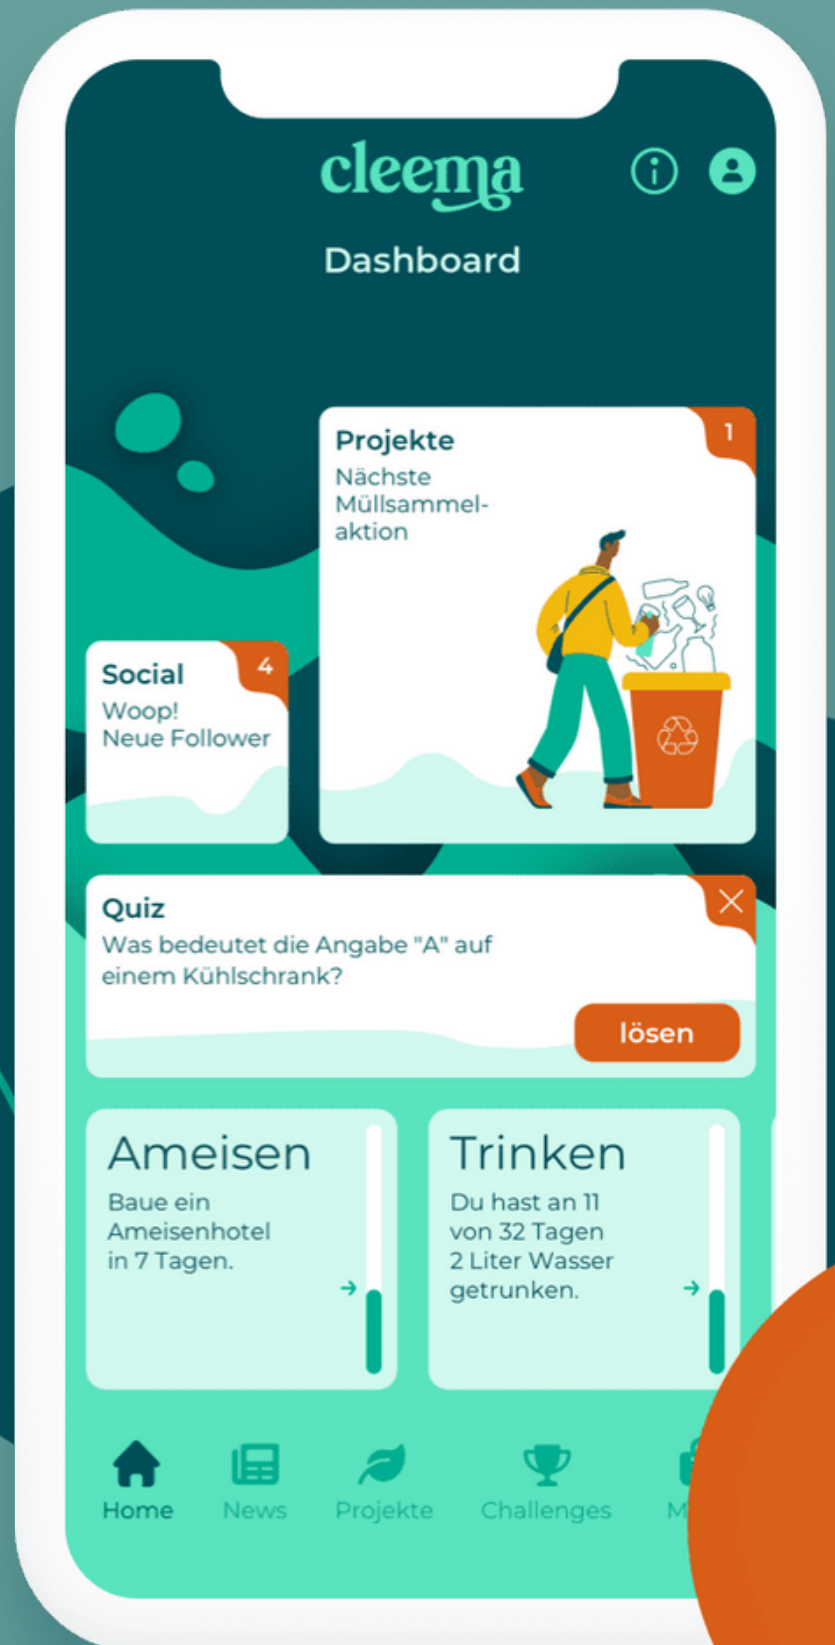 cleema
Dashboard
Projekte
1
Nächste
Müllsammel-
aktion
Social
4
Woop!
Neue Follower
Quiz
Was bedeutet die Angabe "A" auf
einem Kühlschrank?
lösen
Ameisen
Baue ein
Ameisenhotel
in 7 Tagen.
Trinken
Du hast an 11
von 32 Tagen
2 Liter Wasser
getrunken.
Home
News
Projekte
Challenges